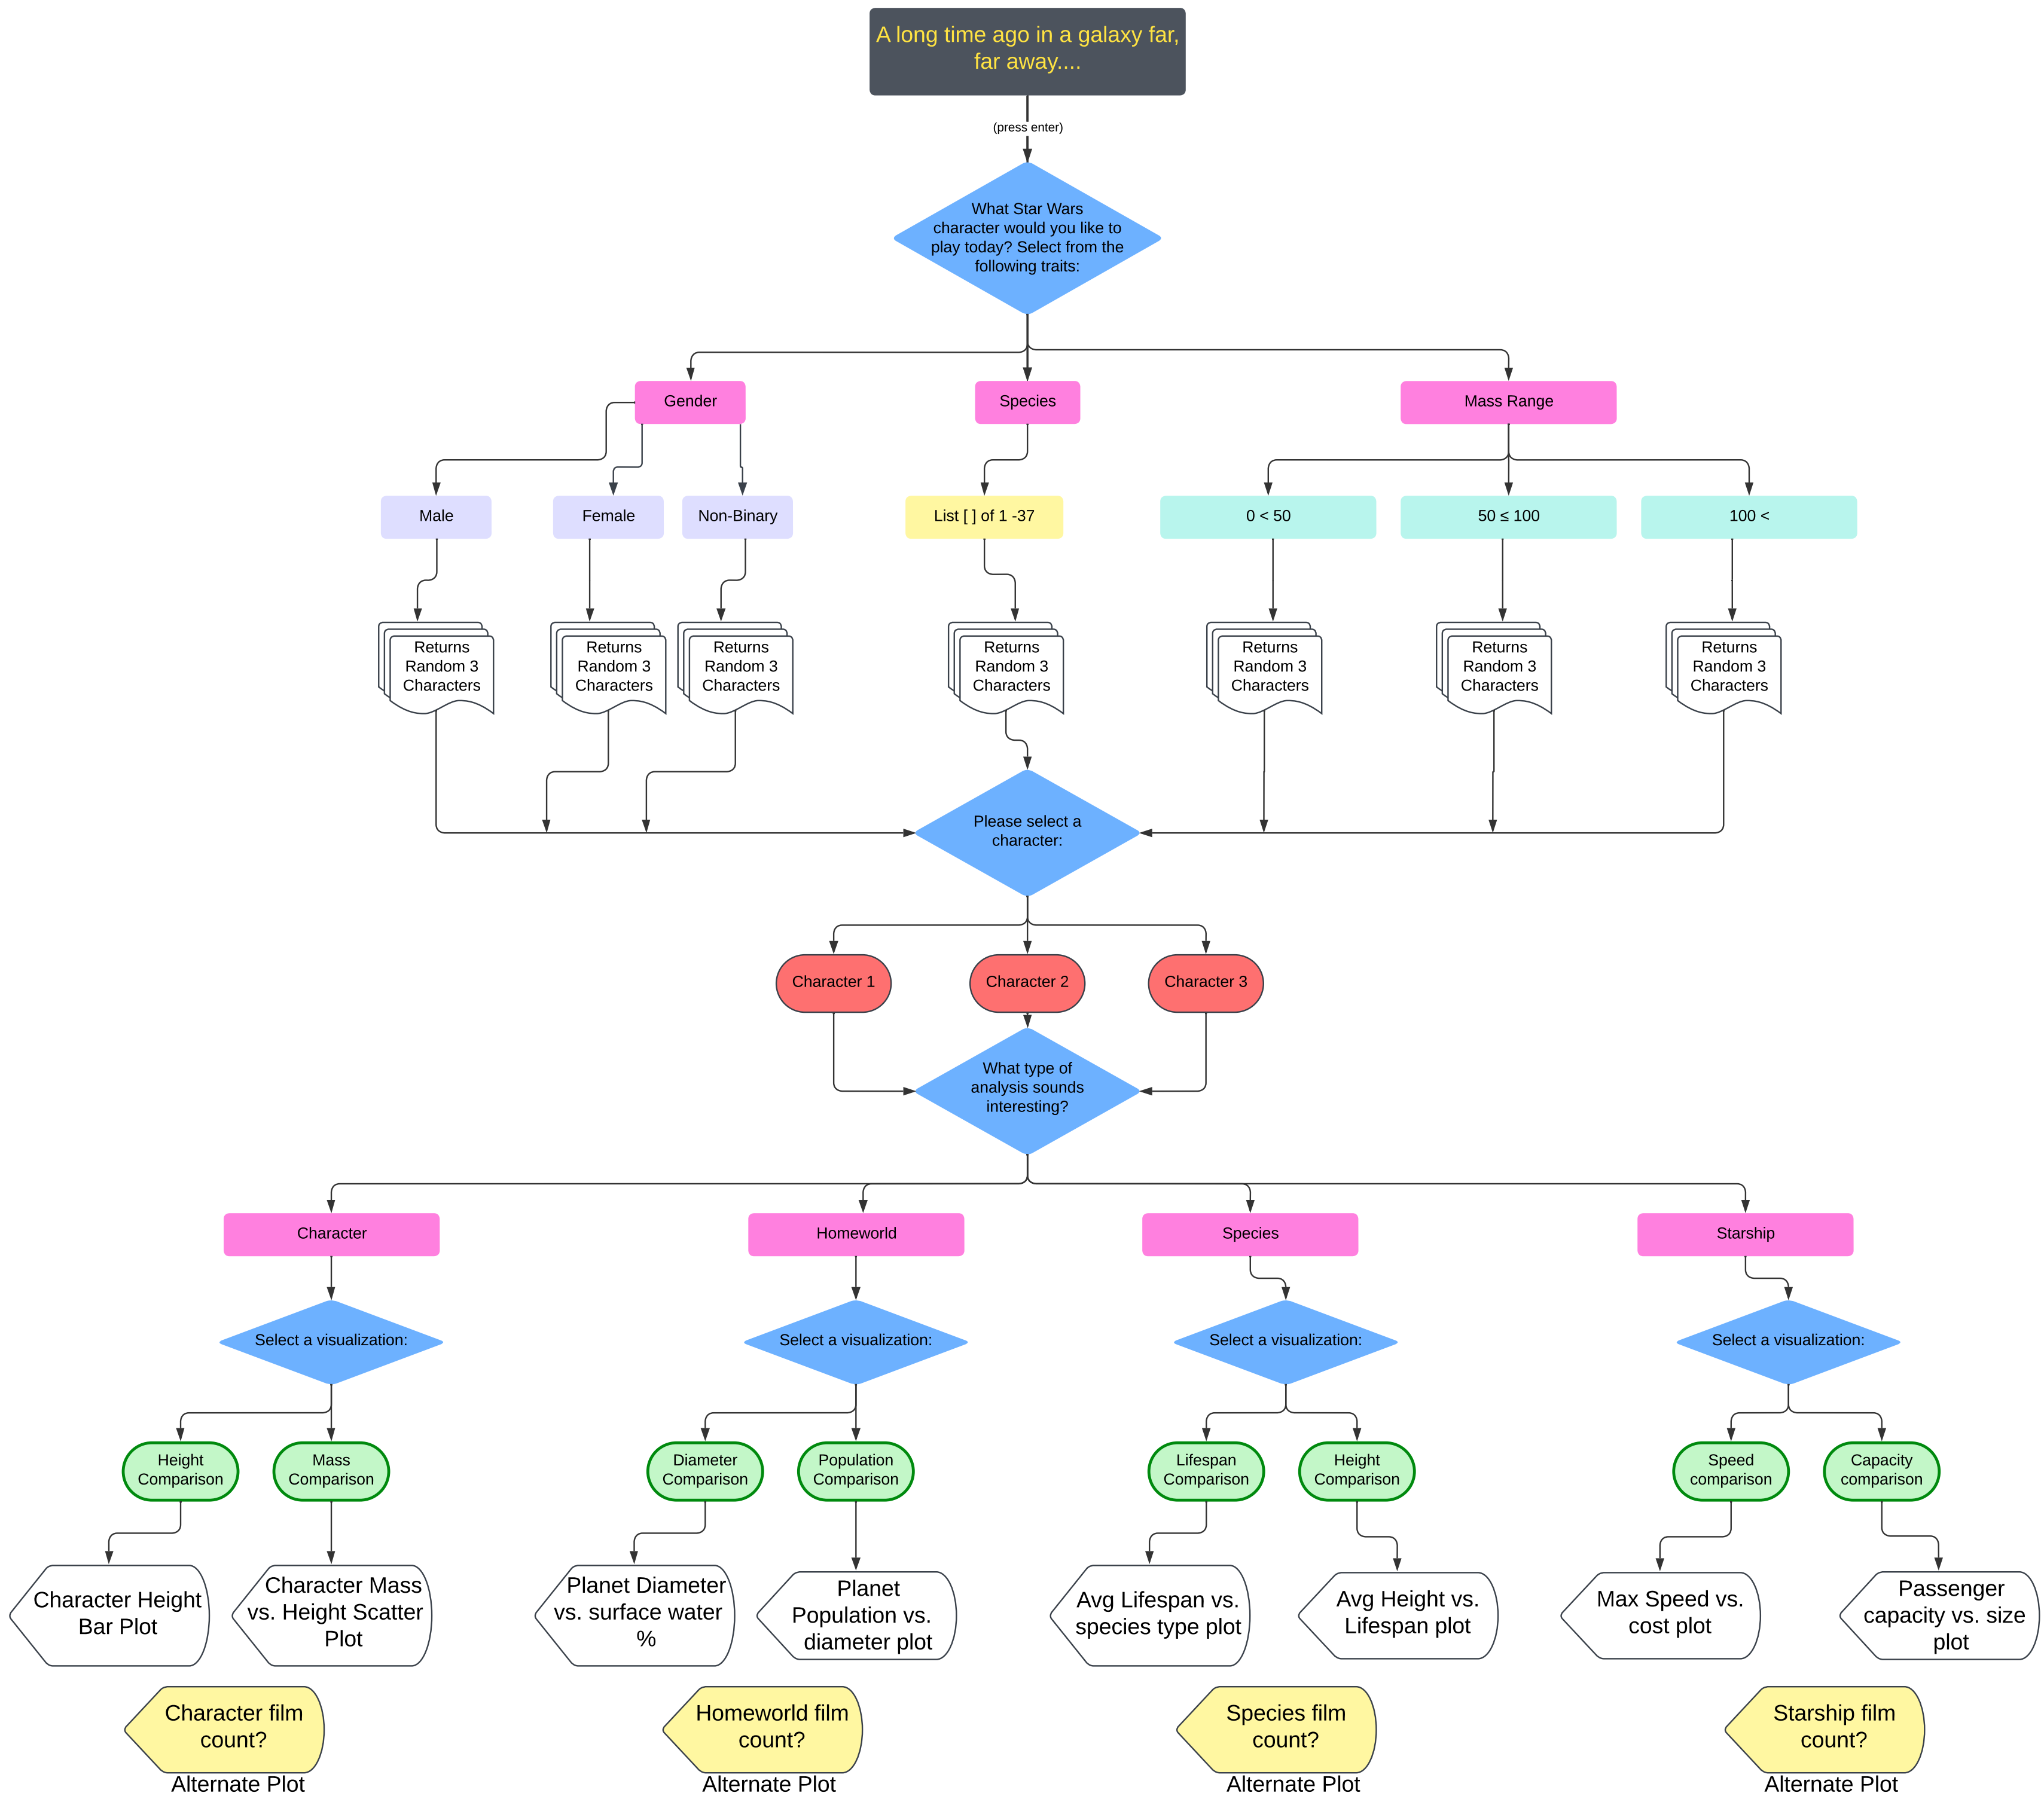 A long time ago in a galaxy far,
far away....
(press enter)
What Star Wars
character would you like to
play today? Select from the
following traits:
Gender
Species
Mass Range
Male
Female
Non-Binary
List [ ] of 1 -37
0 < 50
50 ≤ 100
100 <
Returns
Random 3
Characters
Returns
Random 3
Characters
Returns
Random 3
Characters
Returns
Random 3
Characters
Returns
Random 3
Characters
Returns
Random 3
Characters
Returns
Random 3
Characters
Please select a
character:
Character 1
Character 2
Character 3
What type of
analysis sounds
interesting?
Character
Homeworld
Species
Starship
Select a visualization:
Select a visualization:
Select a visualization:
Select a visualization:
Height
Comparison
Mass
Comparison
Diameter
Comparison
Population
Comparison
Lifespan
Comparison
Height
Comparison
Speed
comparison
Capacity
comparison
Character Height
Bar Plot
Character Mass
vs. Height Scatter
Plot
Planet Diameter
vs. surface water
%
Planet
Population vs.
diameter plot
Avg Lifespan vs.
species type plot
Avg Height vs.
Lifespan plot
Max Speed vs.
cost plot
Passenger
capacity vs. size
plot
Character film
count?
Alternate Plot
Homeworld film
count?
Alternate Plot
Species film
count?
Alternate Plot
Starship film
count?
Alternate Plot